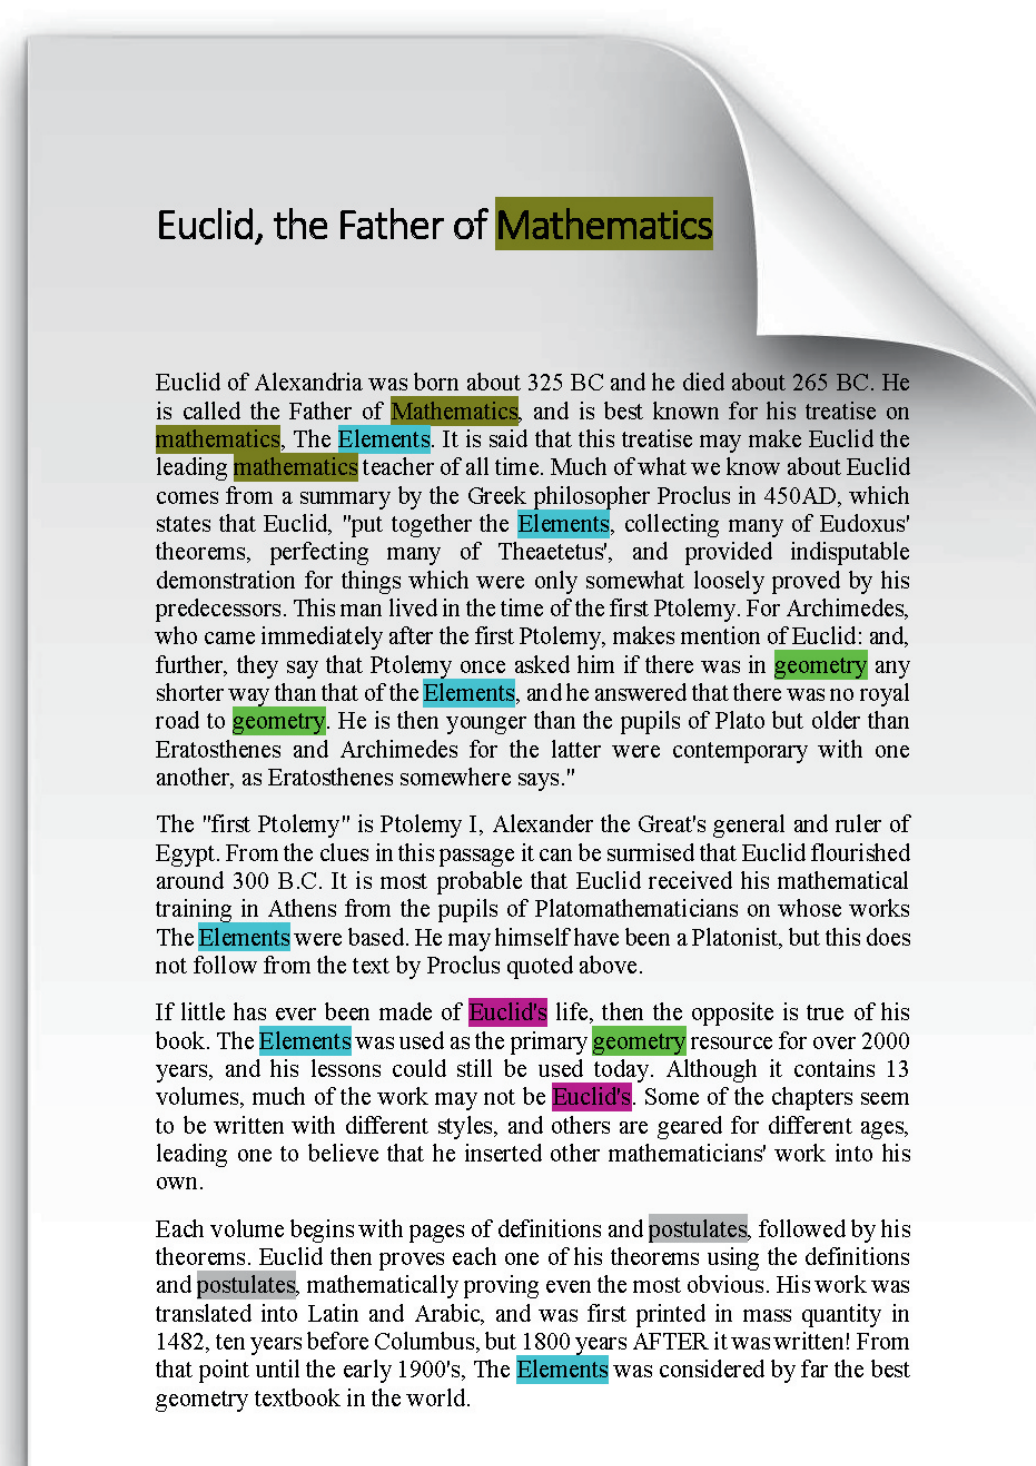 Euclid, the Father of Mathematics
Euclid of Alexandria was born about 325 BC and he died about 265 BC. He
is called the Father of Mathematics, and is best known for his treatise on
mathematics, The Elements. It is said that this treatise may make Euclid the
leading mathematics teacher of all time. Much of what we know about Euclid
comes from a summary by the Greek philosopher Proclus in 450AD, which
states that Euclid, "put together the Elements, collecting many of Eudoxus'
theorems, perfecting many of Theaetetus', and provided indisputable
demonstration for things which were only somewhat loosely proved by his
predecessors. This man lived in the time of the first Ptolemy. For Archimedes,
who came immediately after the first Ptolemy, makes mention of Euclid: and,
further, they say that Ptolemy once asked him if there was in geometry any
shorter way than that of the Elements, and he answered that there was no royal
road to geometry. He is then younger than the pupils of Plato but older than
Eratosthenes and Archimedes for the latter were contemporary with one
another, as Eratosthenes somewhere says."
The "first Ptolemy" is Ptolemy I, Alexander the Great's general and ruler of
Egypt. From the clues in this passage it can be surmised that Euclid flourished
around 300 B.C. It is most probable that Euclid received his mathematical
training in Athens from the pupils of Platomathematicians on whose works
The Elements were based. He may himself have been a Platonist, but this does
not follow from the text by Proclus quoted above.
If little has ever been made of Euclid's life, then the opposite is true of his
book. The Elements was used as the primary geometry resource for over 2000
years, and his lessons could still be used today. Although it contains 13
volumes, much of the work may not be Euclid's. Some of the chapters seem
to be written with different styles, and others are geared for different ages,
leading one to believe that he inserted other mathematicians' work into his
own.
Each volume begins with pages of definitions and postulates, followed by his
theorems. Euclid then proves each one of his theorems using the definitions
and postulates, mathematically proving even the most obvious. His work was
translated into Latin and Arabic, and was first printed in mass quantity in
1482, ten years before Columbus, but 1800 years AFTER it was written! From
that point until the early 1900's, The Elements was considered by far the best
geometry textbook in the world.